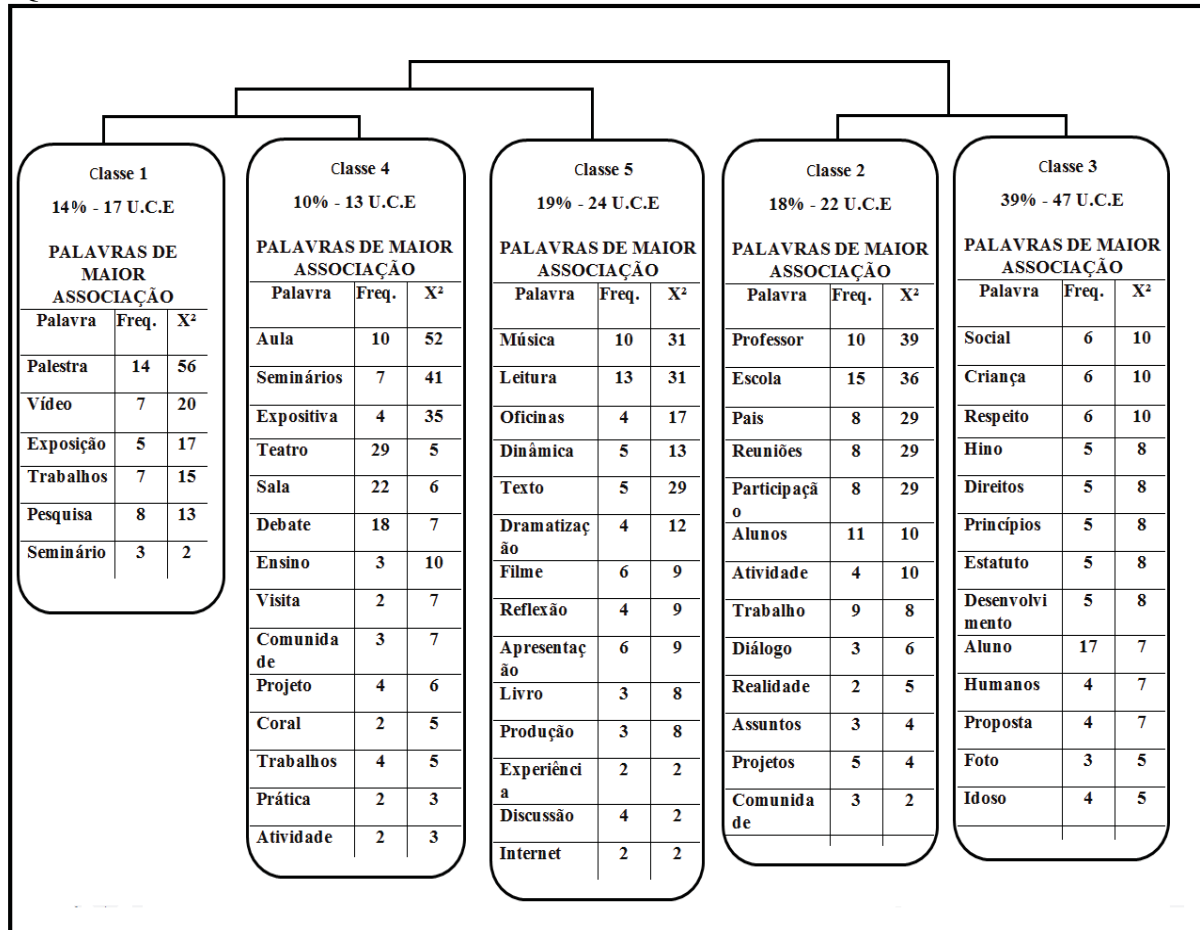 Classe 1
14% - 17 U.C.E
PALAVRAS DE
MAIOR
ASSOCIAÇÃO
Palavra Freq. X²
Palestra 14 56
Vídeo 7 20
Exposição 5 17
Trabalhos 7 15
Pesquisa 8 13
Seminário 3 2
Classe 4
10% - 13 U.C.E
PALAVRAS DE MAIOR
ASSOCIAÇÃO
Palavra Freq. X²
Aula 10 52
Seminários 7 41
Expositiva 4 35
Teatro 29 5
Sala 22 6
Debate 18 7
Ensino 3 10
Visita 2 7
Comunida
de 3 7
Projeto 4 6
Coral 2 5
Trabalhos 4 5
Prática 2 3
Atividade 2 3
Classe 5
19% - 24 U.C.E
PALAVRAS DE MAIOR
ASSOCIAÇÃO
Palavra Freq. X²
Música 10 31
Leitura 13 31
Oficinas 4 17
Dinâmica 5 13
Texto 5 29
Dramatizaç
ão 4 12
Filme 6 9
Reflexão 4 9
Apresentaç
ão 6 9
Livro 3 8
Produção 3 8
Experiênci
a 2 2
Discussão 4 2
Internet 2 2
Classe 2
18% - 22 U.C.E
PALAVRAS DE MAIOR
ASSOCIAÇÃO
Palavra Freq. X²
Professor 10 39
Escola 15 36
Pais 8 29
Reuniões 8 29
Participaçã
o 8 29
Alunos 11 10
Atividade 4 10
Trabalho 9 8
Diálogo 3 6
Realidade 2 5
Assuntos 3 4
Projetos 5 4
Comunida
de 3 2
Classe 3
39% - 47 U.C.E
PALAVRAS DE MAIOR
ASSOCIAÇÃO
Palavra Freq. X²
Social 6 10
Criança 6 10
Respeito 6 10
Hino 5 8
Direitos 5 8
Princípios 5 8
Estatuto 5 8
Desenvolvi
mento 5 8
Aluno 17 7
Humanos 4 7
Proposta 4 7
Foto 3 5
Idoso 4 5